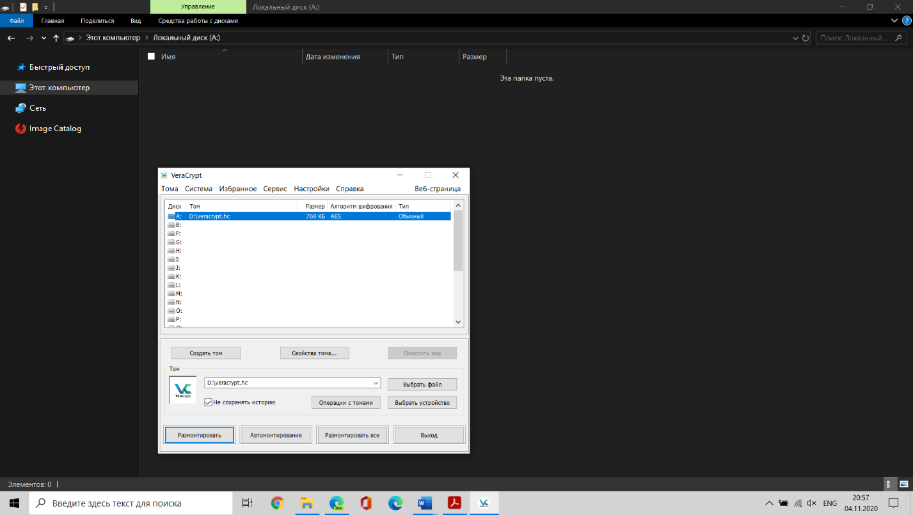 Управление
Локальный диск (A:)
Файл
Главная
Поделиться
Вид
Средства работы с дисками
Этот компьютер > Локальный диск (A:)
Поиск: Локальный...
Имя
Дата изменения
Тип
Размер
Быстрый доступ
Этот компьютер
Сеть
Image Catalog
Эта папка пуста.
VeraCrypt
Тома Система Избранное Сервис Настройки Справка Веб-страница
Диск Том Размер Алгоритм шифрования Тип
A: D:\veracrypt.hc 768 КБ AES Обычный
B:
F:
G:
H:
I:
J:
K:
L:
M:
N:
O:
P:
Создать том
Свойства тома...
Очистить кэш
Том
VeraCrypt
D:\veracrypt.hc
Выбрать файл
Не сохранять историю
Операции с томами
Выбрать устройство
Размонтировать
Автомонтирование
Размонтировать все
Выход
Элементов: 0
Введите здесь текст для поиска
ENG
20:57
04.11.2020